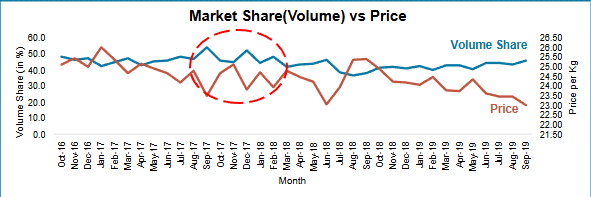 Market Share(Volume) vs Price
60.0
50.0
40.0
30.0
20.0
10.0
0.0
Volume Share (in %)
Volume Share
Price
26.50
26.00
25.50
25.00
24.50
24.00
23.50
23.00
22.50
22.00
21.50
Price per Kg
Oct-16
Nov-16
Dec-16
Jan-17
Feb-17
Mar-17
Apr-17
May-17
Jun-17
Jul-17
Aug-17
Sep-17
Oct-17
Nov-17
Dec-17
Jan-18
Feb-18
Mar-18
Apr-18
May-18
Jun-18
Jul-18
Aug-18
Sep-18
Oct-18
Nov-18
Dec-18
Jan-19
Feb-19
Mar-19
Apr-19
May-19
Jun-19
Jul-19
Aug-19
Sep-19
Month